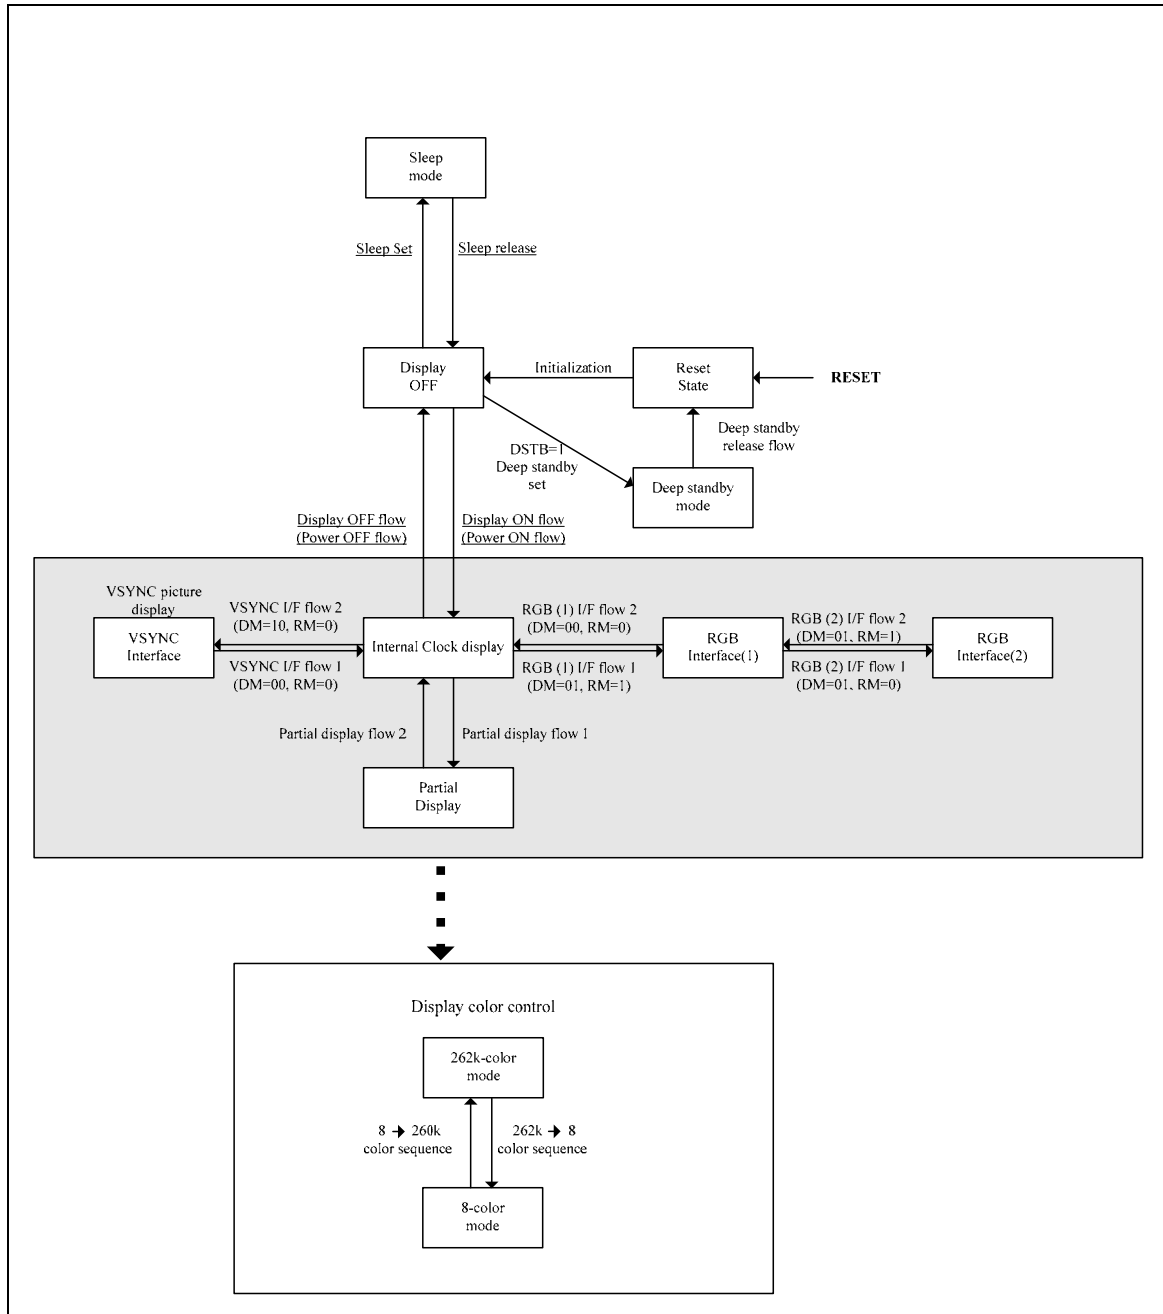 Sleep
mode
Sleep Set
Sleep release
Display
OFF
Initialization
Reset
State
RESET
Deep standby
release flow
DSTB=1
Deep standby
set
Deep standby
mode
Display OFF flow
(Power OFF flow)
Display ON flow
(Power ON flow)
VSYNC picture
display
VSYNC
Interface
VSYNC I/F flow 2
(DM=10, RM=0)
VSYNC I/F flow 1
(DM=00, RM=0)
Internal Clock display
RGB (1) I/F flow 2
(DM=00, RM=0)
RGB (1) I/F flow 1
(DM=01, RM=1)
RGB
Interface(1)
RGB (2) I/F flow 2
(DM=01, RM=1)
RGB (2) I/F flow 1
(DM=01, RM=0)
RGB
Interface(2)
Partial display flow 2
Partial display flow 1
Partial
Display
Display color control
262k-color
mode
8 → 260k
color sequence
262k → 8
color sequence
8-color
mode